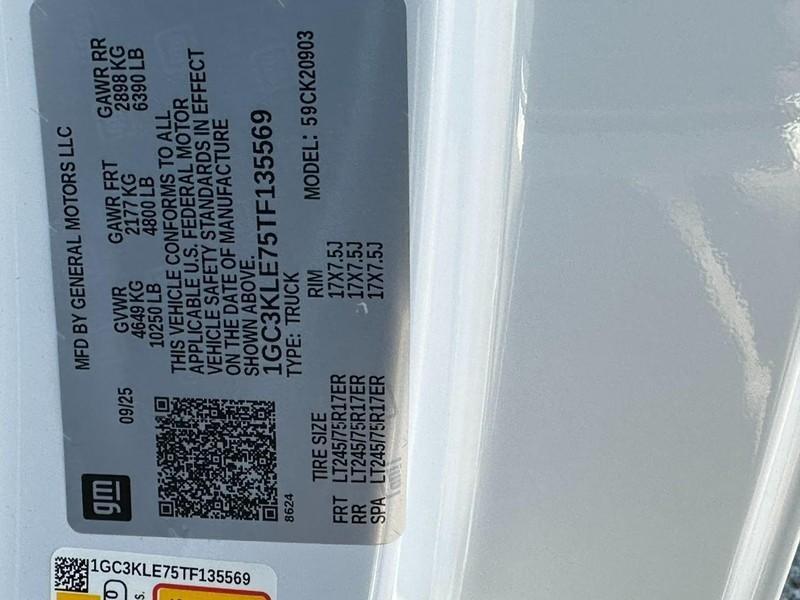 MFD BY GENERAL MOTORS LLC
09/25
GVWR GAWR FRT GAWR RR
4649 KG 2177 KG 2898 KG
10250 LB 4800 LB 6390 LB
THIS VEHICLE CONFORMS TO ALL
APPLICABLE U.S. FEDERAL MOTOR
VEHICLE SAFETY STANDARDS IN EFFECT
ON THE DATE OF MANUFACTURE
SHOWN ABOVE.
1GC3KLE75TF135569
TYPE: TRUCK MODEL: 59CK20903
gm
8624
TIRE SIZE RIM
FRT LT245/75R17ER 17X7.5J
RR LT245/75R17ER 17X7.5J
SPA LT245/75R17ER 17X7.5J
1GC3KLE75TF135569